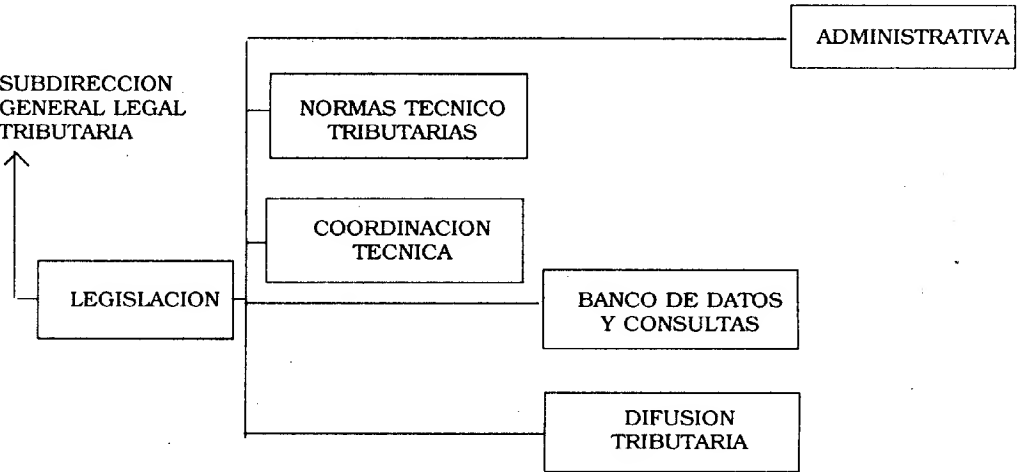 ADMINISTRATIVA
SUBDIRECCION
GENERAL LEGAL
TRIBUTARIA
NORMAS TECNICO
TRIBUTARIAS
COORDINACION
TECNICA
LEGISLACION
BANCO DE DATOS
Y CONSULTAS
DIFUSION
TRIBUTARIA